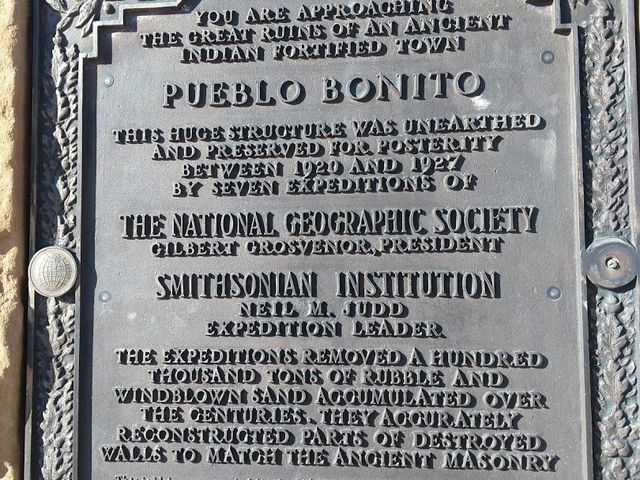 YOU ARE APPROACHING
THE GREAT RUINS OF AN ANCIENT
INDIAN FORTIFIED TOWN
PUEBLO BONITO
THIS HUGE STRUCTURE WAS UNEARTHED
AND PRESERVED FOR POSTERITY
BETWEEN 1920 AND 1927
BY SEVEN EXPEDITIONS OF
THE NATIONAL GEOGRAPHIC SOCIETY
GILBERT GROSVENOR, PRESIDENT
SMITHSONIAN INSTITUTION
NEIL M. JUDD
EXPEDITION LEADER
THE EXPEDITIONS REMOVED A HUNDRED
THOUSAND TONS OF RUBBLE AND
WINDBLOWN SAND ACCUMULATED OVER
THE CENTURIES. THEY ACCURATELY
RECONSTRUCTED PARTS OF DESTROYED
WALLS TO MATCH THE ANCIENT MASONRY